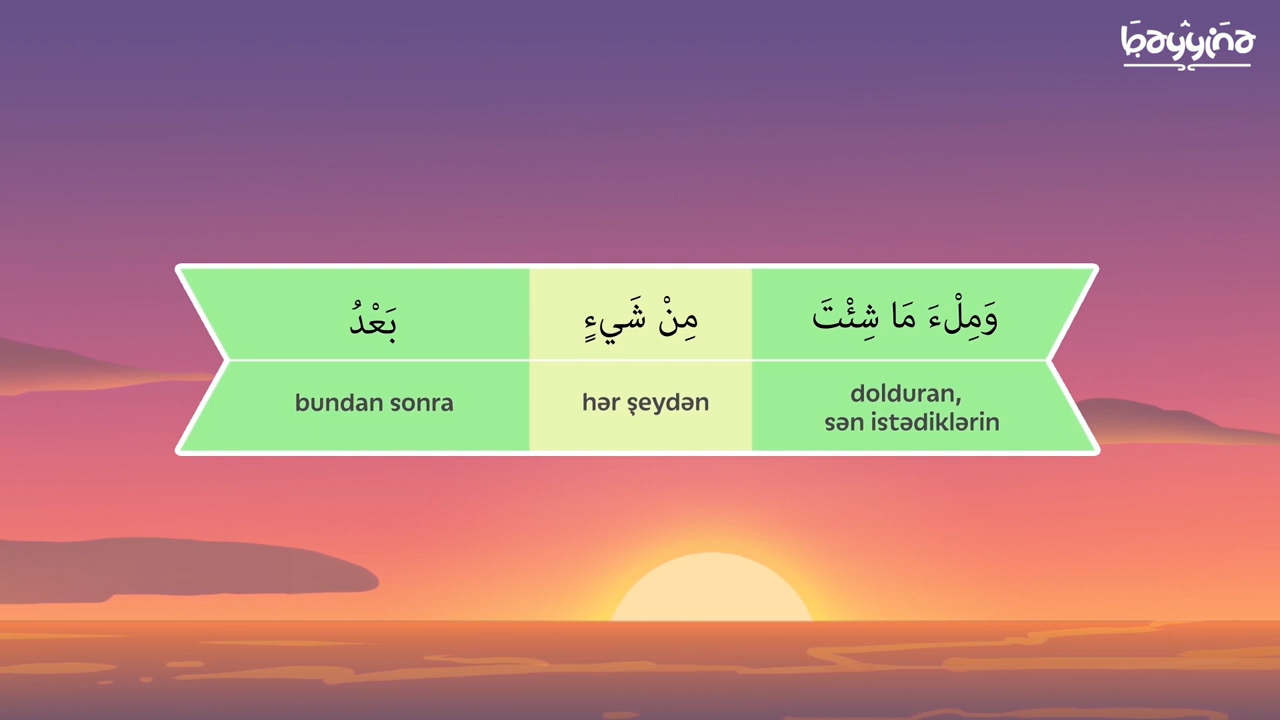 bayyina
وَمِلْءَ مَا شِئْتَ مِنْ شَيءٍ بَعْدُ
dolduran,
sən istədiklərin
hər şeydən
bundan sonra